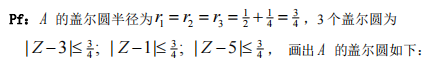 Pf: A 的盖尔圆半径为 r₁ = r₂ = r₃ = 1/2 + 1/4 = 3/4, 3 个盖尔圆为
|Z−3|≤ 3/4; |Z−1|≤ 3/4; |Z−5|≤ 3/4, 画出 A 的盖尔圆如下: